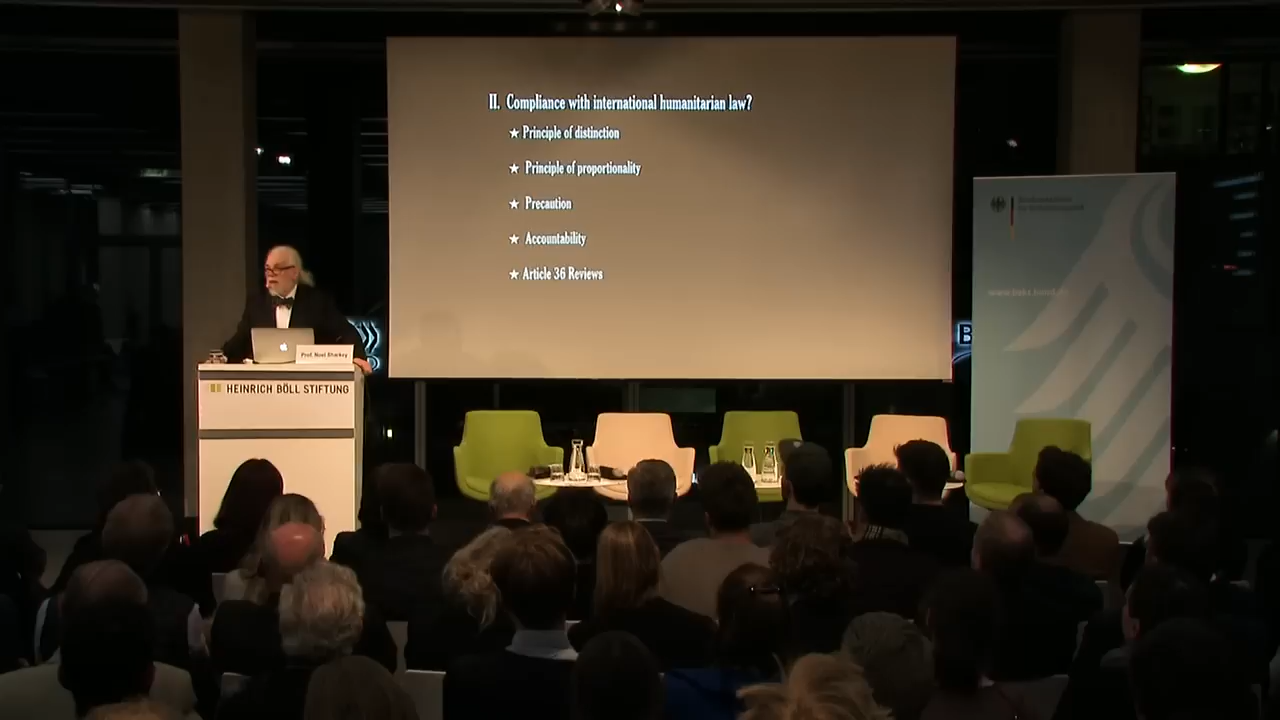 II. Compliance with international humanitarian law?
★ Principle of distinction
★ Principle of proportionality
★ Precaution
★ Accountability
★ Article 36 Reviews
Prof. Noel Sharkey
HEINRICH BÖLL STIFTUNG